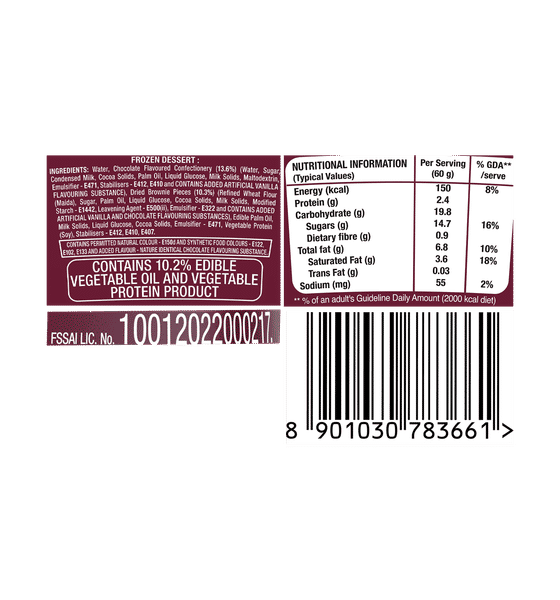 FROZEN DESSERT :
INGREDIENTS: Water, Chocolate Flavoured Confectionery (13.6%) (Water, Sugar,
Condensed Milk, Cocoa Solids, Palm Oil, Liquid Glucose, Milk Solids, Maltodextrin,
Emulsifier - E471, Stabilisers - E412, E410 and CONTAINS ADDED ARTIFICIAL VANILLA
FLAVOURING SUBSTANCE), Dried Brownie Pieces (10.3%) (Refined Wheat Flour
(Maida), Sugar, Palm Oil, Liquid Glucose, Cocoa Solids, Milk Solids, Modified
Starch - E1442, Leavening Agent - E500(ii), Emulsifier - E322 and CONTAINS ADDED
ARTIFICIAL VANILLA AND CHOCOLATE FLAVOURING SUBSTANCES), Edible Palm Oil,
Milk Solids, Liquid Glucose, Cocoa Solids, Emulsifier - E471, Vegetable Protein
(Soy), Stabilisers - E412, E410, E407.
CONTAINS PERMITTED NATURAL COLOUR - E150d AND SYNTHETIC FOOD COLOURS - E122,
E102, E133 AND ADDED FLAVOUR - NATURE IDENTICAL CHOCOLATE FLAVOURING SUBSTANCE.
CONTAINS 10.2% EDIBLE
VEGETABLE OIL AND VEGETABLE
PROTEIN PRODUCT
FSSAI LIC. No. 10012022000217.
NUTRITIONAL INFORMATION (Typical Values) Per Serving (60 g) % GDA** /serve
Energy (kcal) 150 8%
Protein (g) 2.4
Carbohydrate (g) 19.8
Sugars (g) 14.7 16%
Dietary fibre (g) 0.9
Total fat (g) 6.8 10%
Saturated Fat (g) 3.6 18%
Trans Fat (g) 0.03
Sodium (mg) 55 2%
** % of an adult's Guideline Daily Amount (2000 kcal diet)
8 901030 783661 >